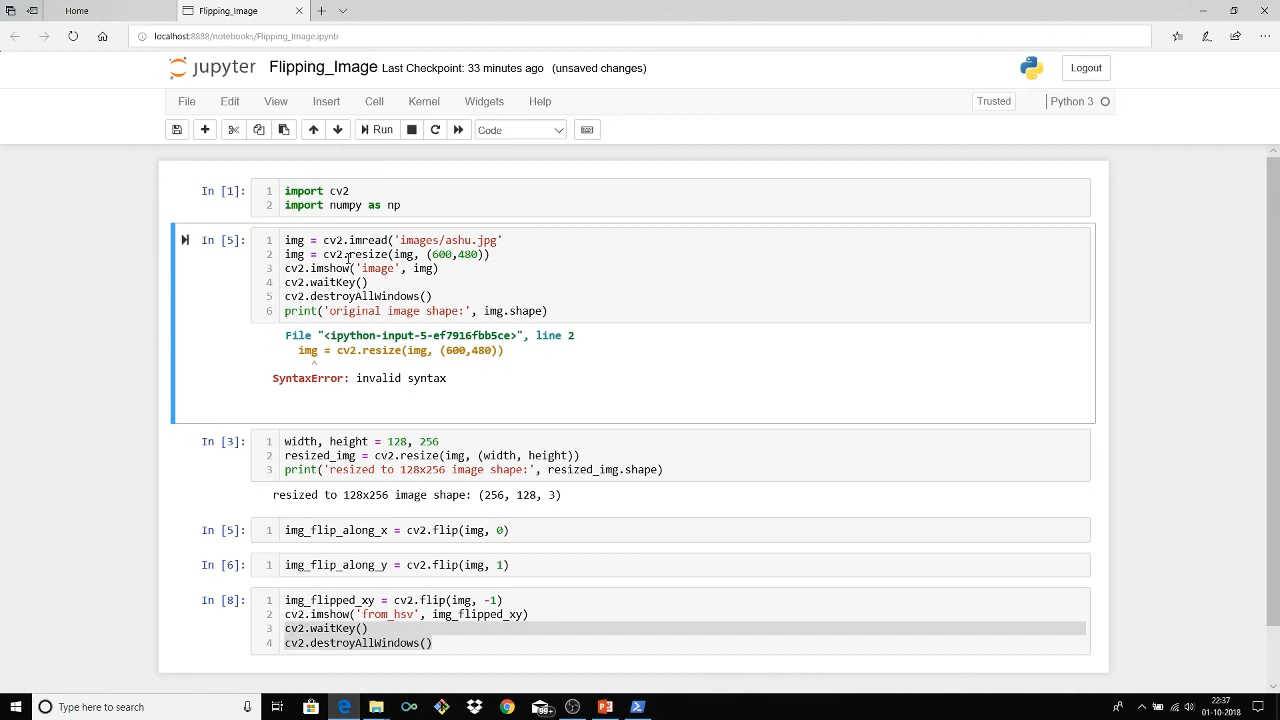 Home
Flipping_Image
localhost:8888/notebooks/Flipping_Image.ipynb
jupyter Flipping_Image Last Checkpoint: 33 minutes ago (unsaved changes)
Logout
File Edit View Insert Cell Kernel Widgets Help
Trusted Python 3
Run Code
In [1]:
1 import cv2
2 import numpy as np
In [5]:
1 img = cv2.imread('images/ashu.jpg'
2 img = cv2.resize(img, (600,480))
3 cv2.imshow('image', img)
4 cv2.waitKey()
5 cv2.destroyAllWindows()
6 print('original image shape:', img.shape)
File "<ipython-input-5-ef7916fbb5ce>", line 2
img = cv2.resize(img, (600,480))
^
SyntaxError: invalid syntax
In [3]:
1 width, height = 128, 256
2 resized_img = cv2.resize(img, (width, height))
3 print('resized to 128x256 image shape:', resized_img.shape)
resized to 128x256 image shape: (256, 128, 3)
In [5]:
1 img_flip_along_x = cv2.flip(img, 0)
In [6]:
1 img_flip_along_y = cv2.flip(img, 1)
In [8]:
1 img_flipped_xy = cv2.flip(img, -1)
2 cv2.imshow('from_hsv', img_flipped_xy)
3 cv2.waitKey()
4 cv2.destroyAllWindows()
Type here to search
99+
22:37
01-10-2018